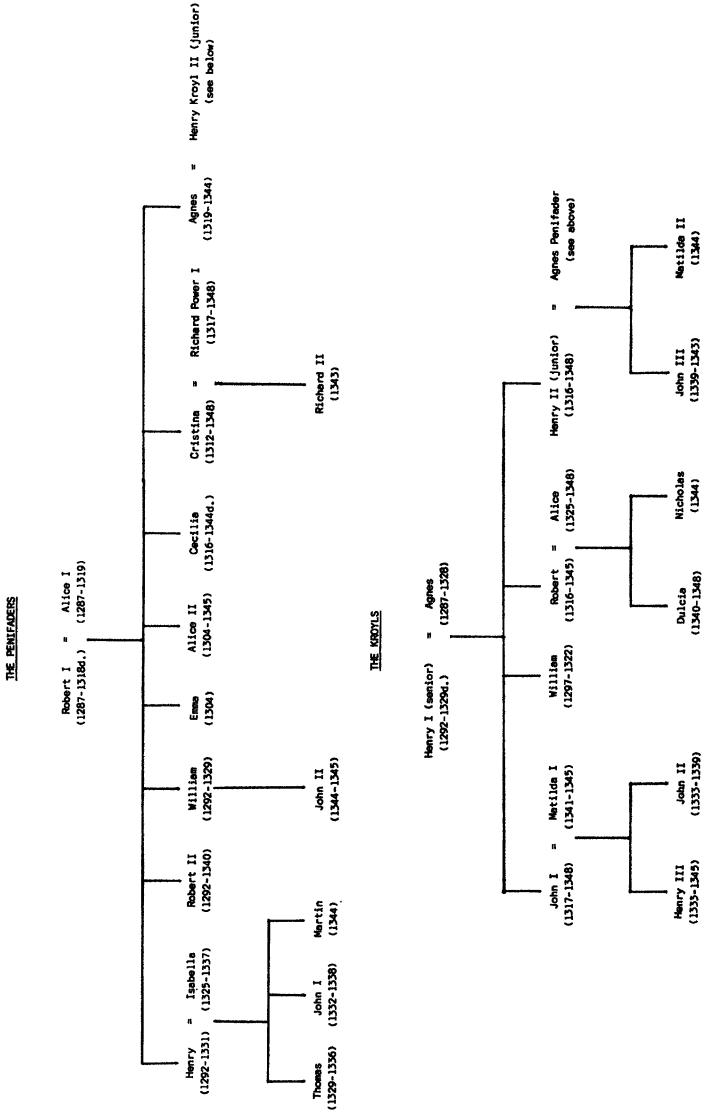 THE PENIFADERS
Robert I = Alice I
(1287-1318d.) (1287-1319)
Henry = Isabella Robert II William Emma Alice II Cecilia Cristina = Richard Power I Agnes = Henry Kroyl II (junior)
(1292-1331) (1325-1337) (1292-1340) (1292-1329) (1304) (1304-1345) (1316-1344d.) (1312-1348) (1317-1348) (1319-1344) (see below)
Thomas John I Martin John II Richard II
(1329-1336) (1332-1338) (1344) (1344-1345) (1343)
THE KROYLS
Henry I (senior) = Agnes
(1292-1329d.) (1287-1328)
John I = Matilda I William Robert = Alice Henry II (junior) = Agnes Penifader
(1317-1348) (1341-1345) (1297-1322) (1316-1345) (1325-1348) (1316-1348) (see above)
Henry III John II Dulcia Nicholas John III Matilda II
(1333-1345) (1333-1339) (1340-1348) (1344) (1339-1343) (1344)